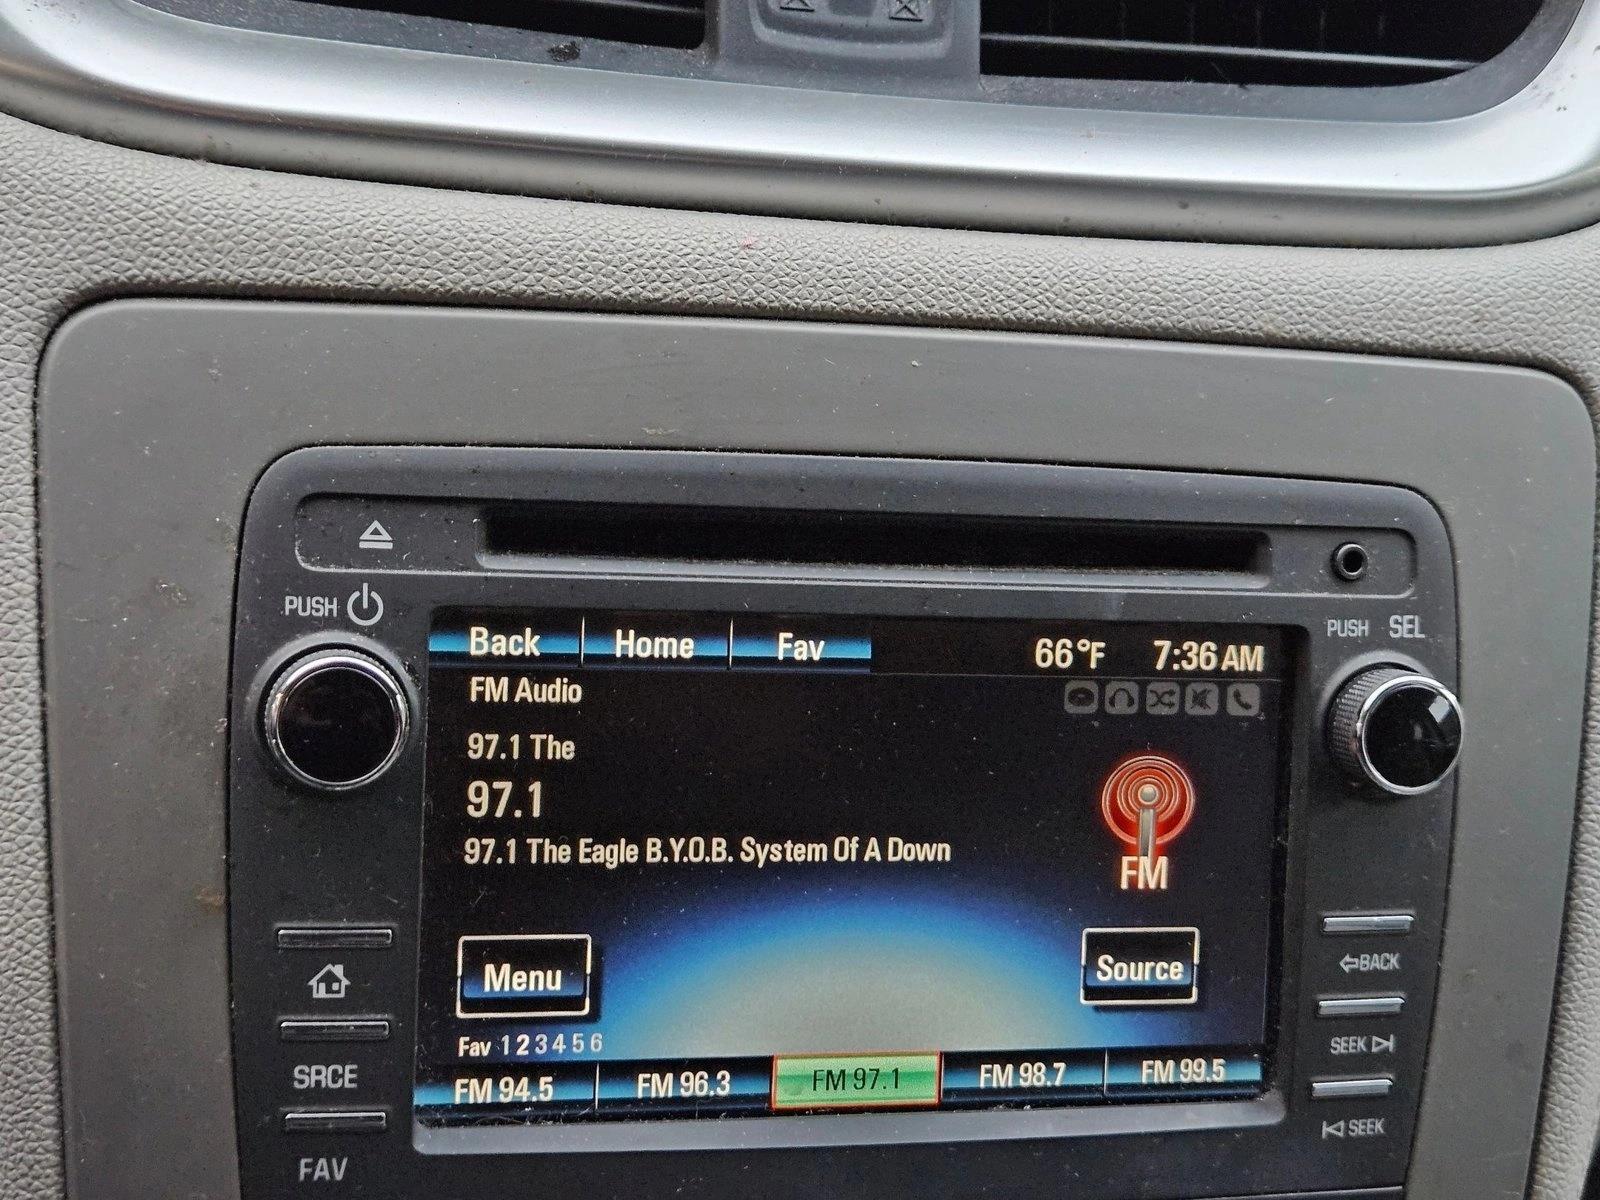 PUSH
PUSH SEL
Back Home Fav 66°F 7:36 AM
FM Audio
97.1 The
97.1
97.1 The Eagle B.Y.O.B. System Of A Down
FM
Menu
Source
Fav 1 2 3 4 5 6
FM 94.5 FM 96.3 FM 97.1 FM 98.7 FM 99.5
SRCE
FAV
BACK
SEEK
SEEK